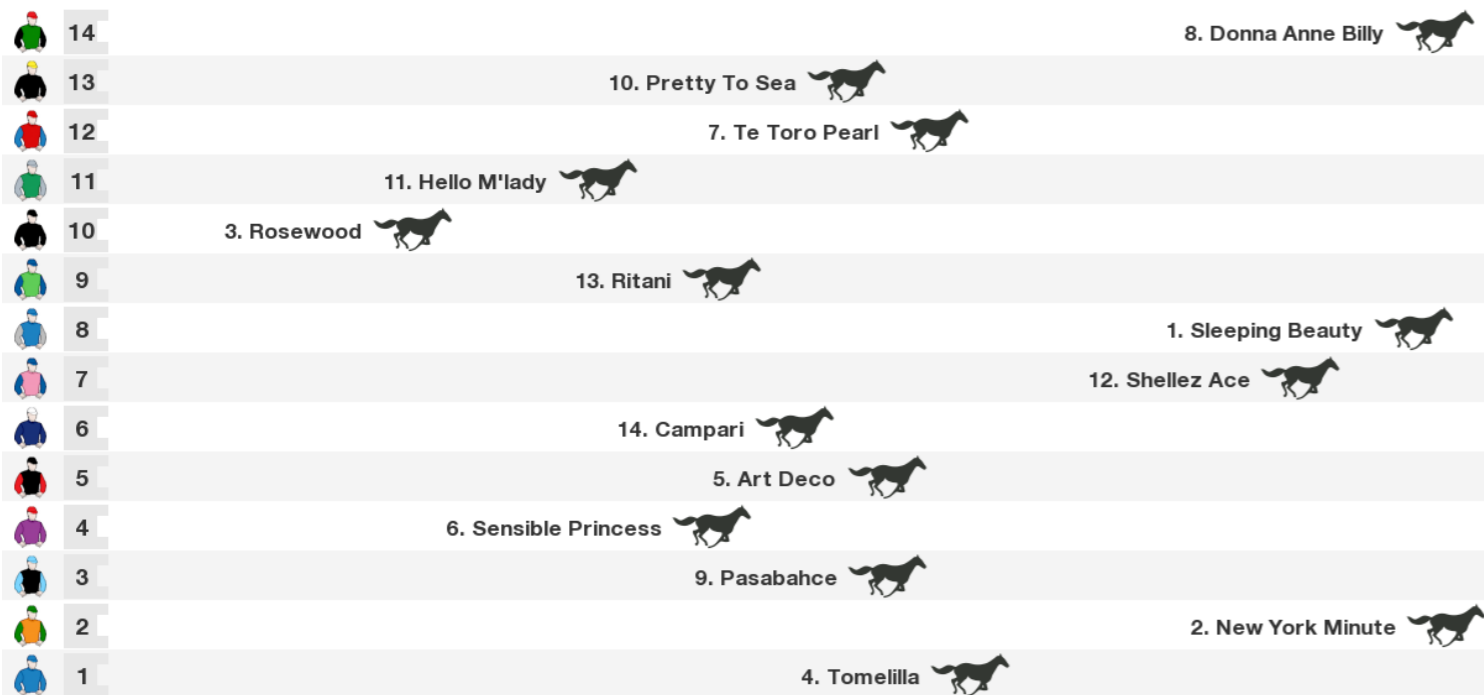 14 8. Donna Anne Billy
13 10. Pretty To Sea
12 7. Te Toro Pearl
11 11. Hello M'lady
10 3. Rosewood
9 13. Ritani
8 1. Sleeping Beauty
7 12. Shellez Ace
6 14. Campari
5 5. Art Deco
4 6. Sensible Princess
3 9. Pasabahce
2 2. New York Minute
1 4. Tomelilla